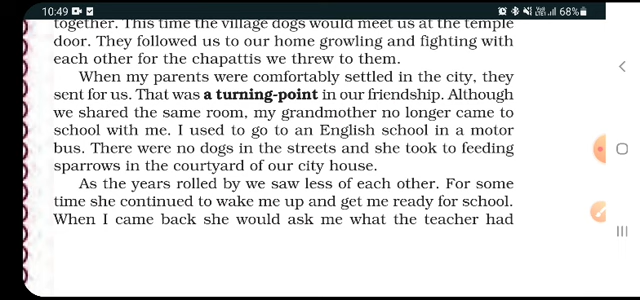 10:49
68%
together. This time the village dogs would meet us at the temple
door. They followed us to our home growling and fighting with
each other for the chapattis we threw to them.
When my parents were comfortably settled in the city, they
sent for us. That was a turning-point in our friendship. Although
we shared the same room, my grandmother no longer came to
school with me. I used to go to an English school in a motor
bus. There were no dogs in the streets and she took to feeding
sparrows in the courtyard of our city house.
As the years rolled by we saw less of each other. For some
time she continued to wake me up and get me ready for school.
When I came back she would ask me what the teacher had